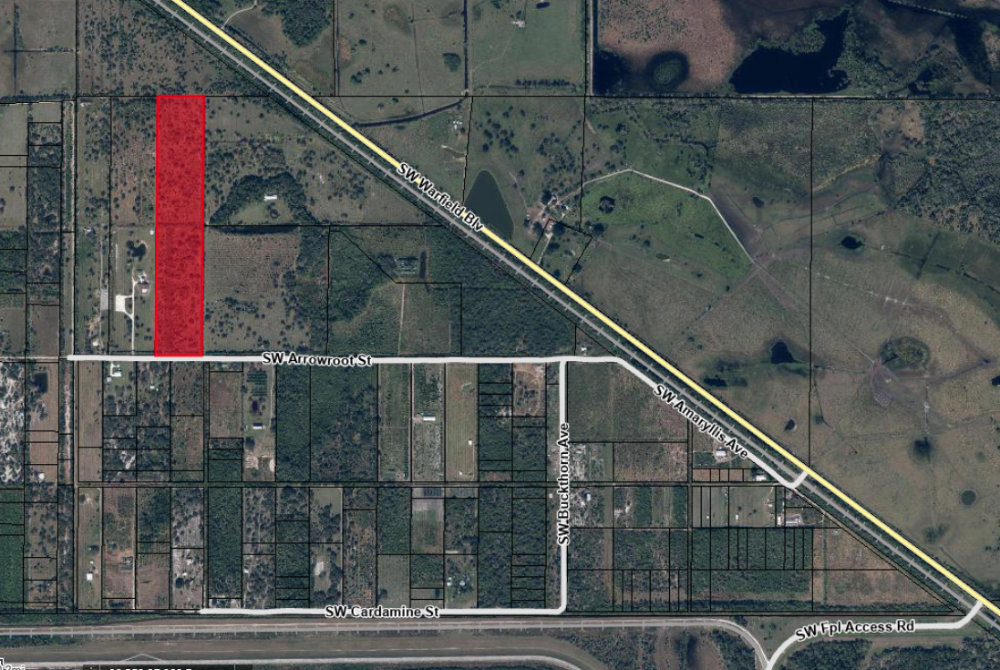 SW Warfield Blv
SW Arrowroot St
SW Amaryllis Ave
SW Buckthorn Ave
SW Cardamine St
SW Fpl Access Rd